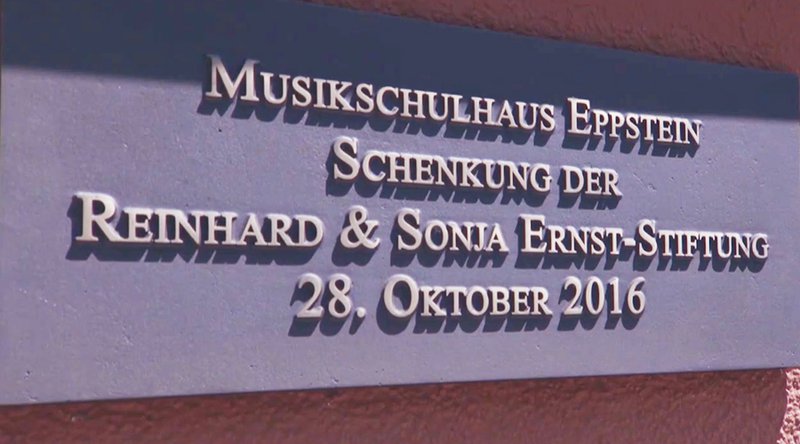 Musikschulhaus Eppstein
Schenkung der
Reinhard & Sonja Ernst-Stiftung
28. Oktober 2016